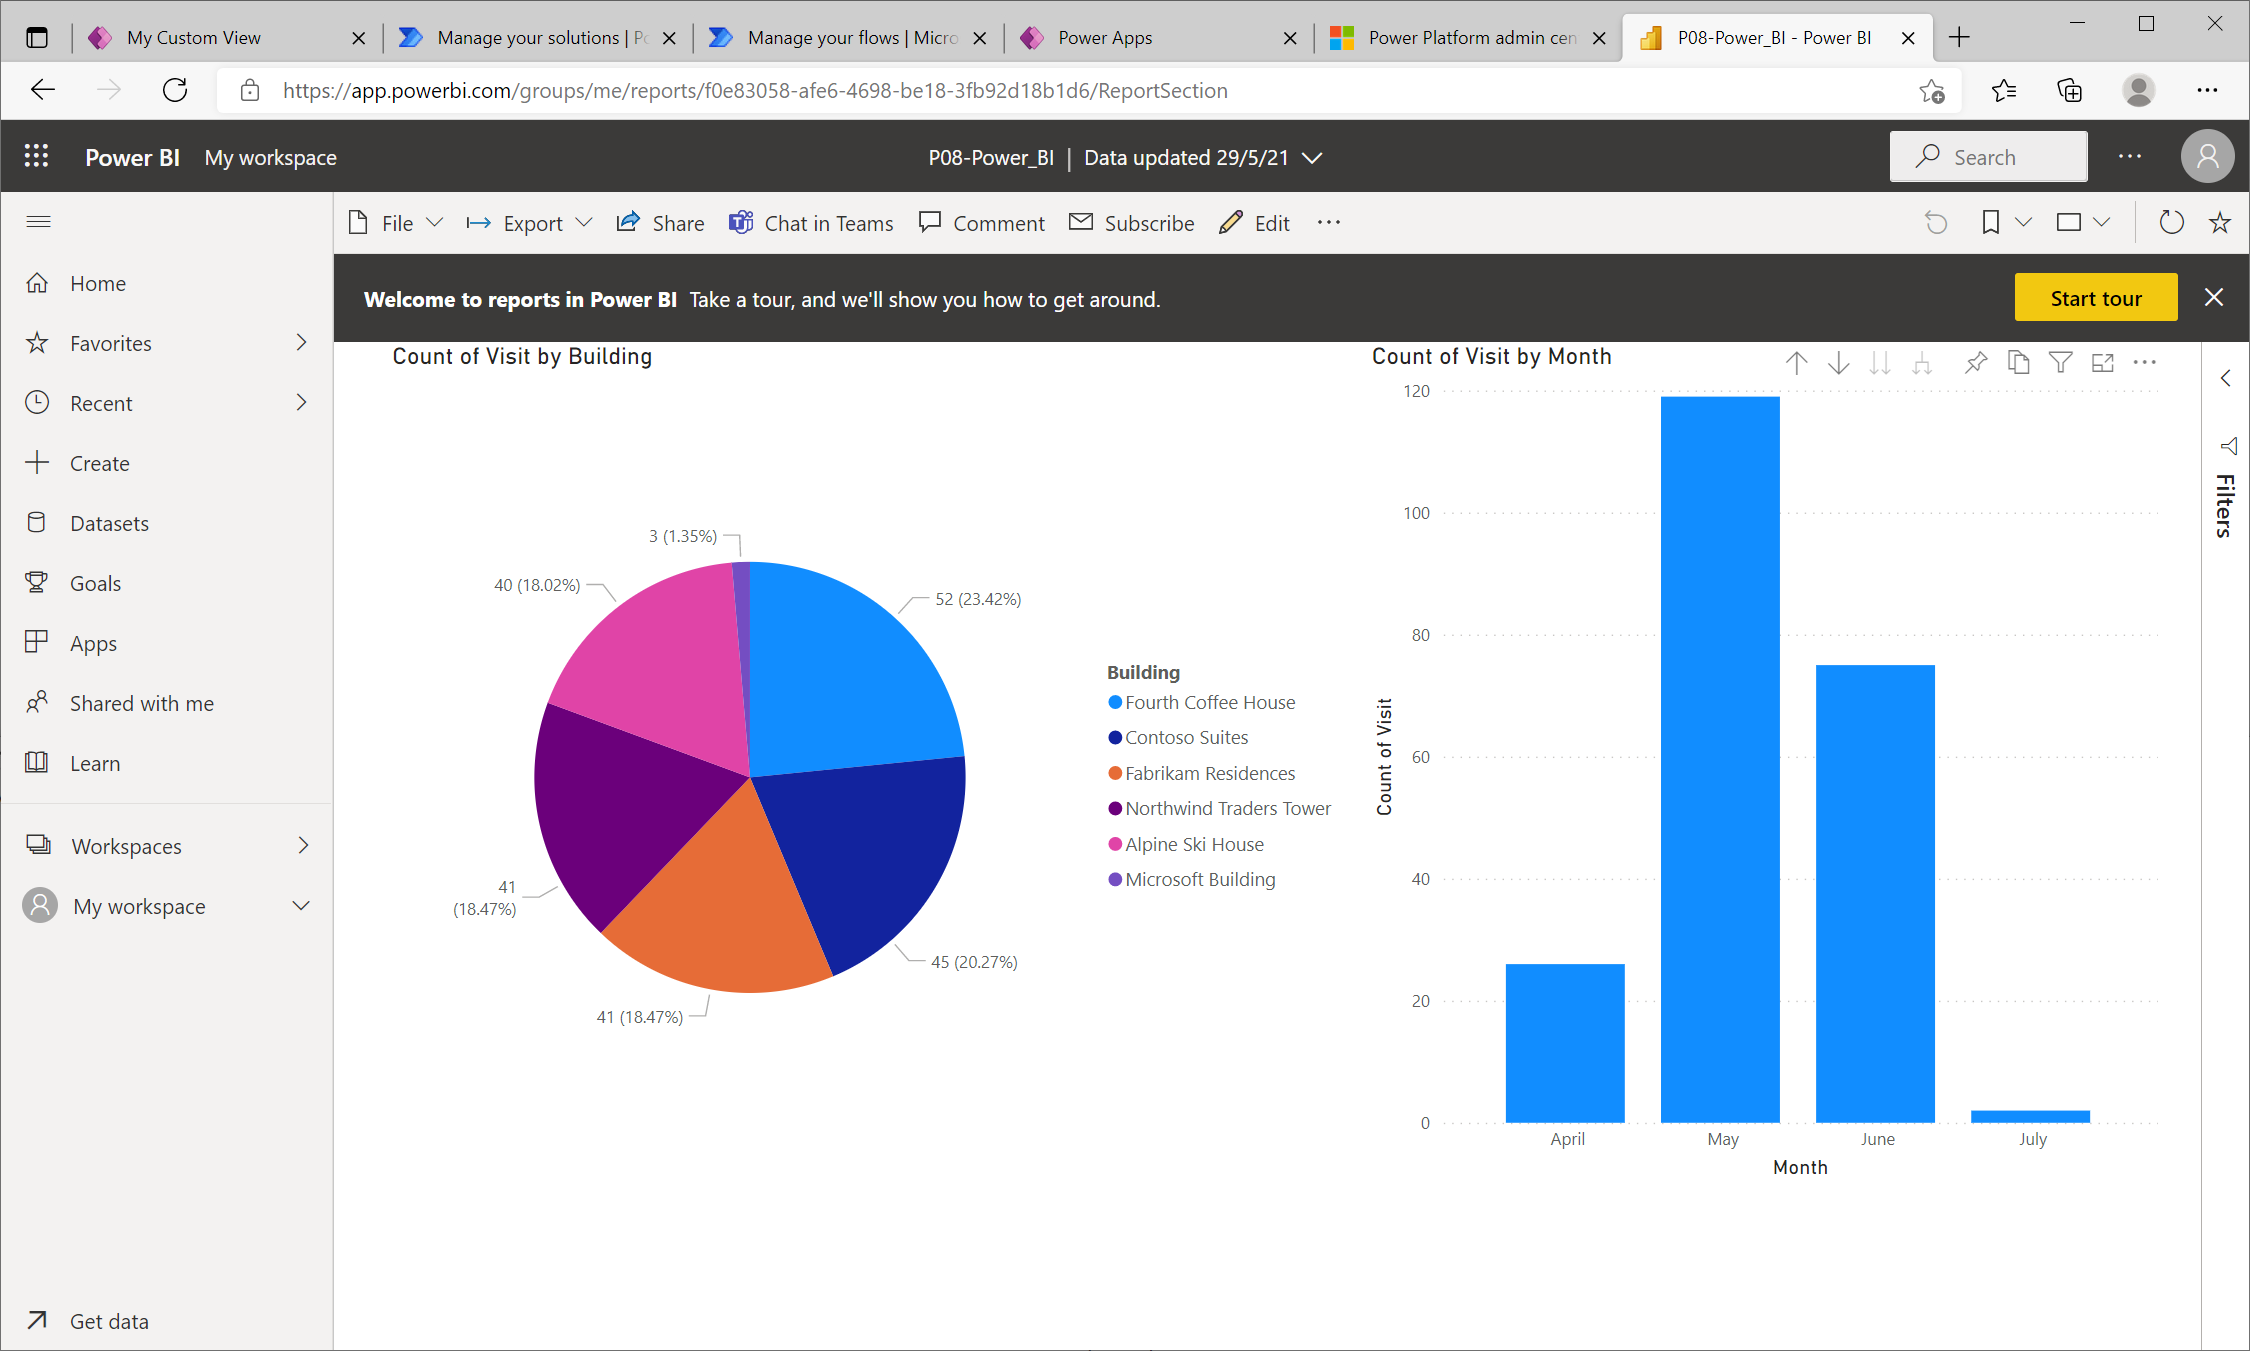 My Custom View
Manage your solutions | Po
Manage your flows | Micro
Power Apps
Power Platform admin cen
P08-Power_BI - Power BI
https://app.powerbi.com/groups/me/reports/f0e83058-afe6-4698-be18-3fb92d18b1d6/ReportSection
Power BI My workspace
P08-Power_BI | Data updated 29/5/21
Search
File
Export
Share
Chat in Teams
Comment
Subscribe
Edit
Welcome to reports in Power BI Take a tour, and we'll show you how to get around.
Start tour
Home
Favorites
Recent
Create
Datasets
Goals
Apps
Shared with me
Learn
Workspaces
My workspace
Get data
Count of Visit by Building
3 (1.35%)
40 (18.02%)
52 (23.42%)
41
(18.47%)
45 (20.27%)
41 (18.47%)
Building
Fourth Coffee House
Contoso Suites
Fabrikam Residences
Northwind Traders Tower
Alpine Ski House
Microsoft Building
Count of Visit by Month
120
100
80
60
40
20
0
Count of Visit
April
May
June
July
Month
Filters